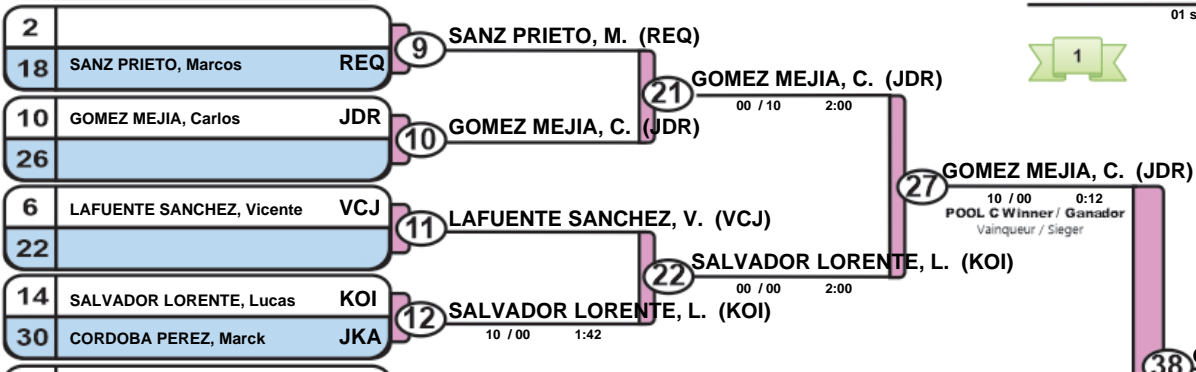 01 s
1
2
18 SANZ PRIETO, Marcos REQ
9 SANZ PRIETO, M. (REQ)
10 GOMEZ MEJIA, Carlos JDR
26
10 GOMEZ MEJIA, C. (JDR)
21 GOMEZ MEJIA, C. (JDR)
00 / 10 2:00
6 LAFUENTE SANCHEZ, Vicente VCJ
22
11 LAFUENTE SANCHEZ, V. (VCJ)
14 SALVADOR LORENTE, Lucas KOI
30 CORDOBA PEREZ, Marck JKA
12 SALVADOR LORENTE, L. (KOI)
10 / 00 1:42
22 SALVADOR LORENTE, L. (KOI)
00 / 00 2:00
27 GOMEZ MEJIA, C. (JDR)
10 / 00 0:12
POOL C Winner / Ganador
Vainqueur / Sieger
38